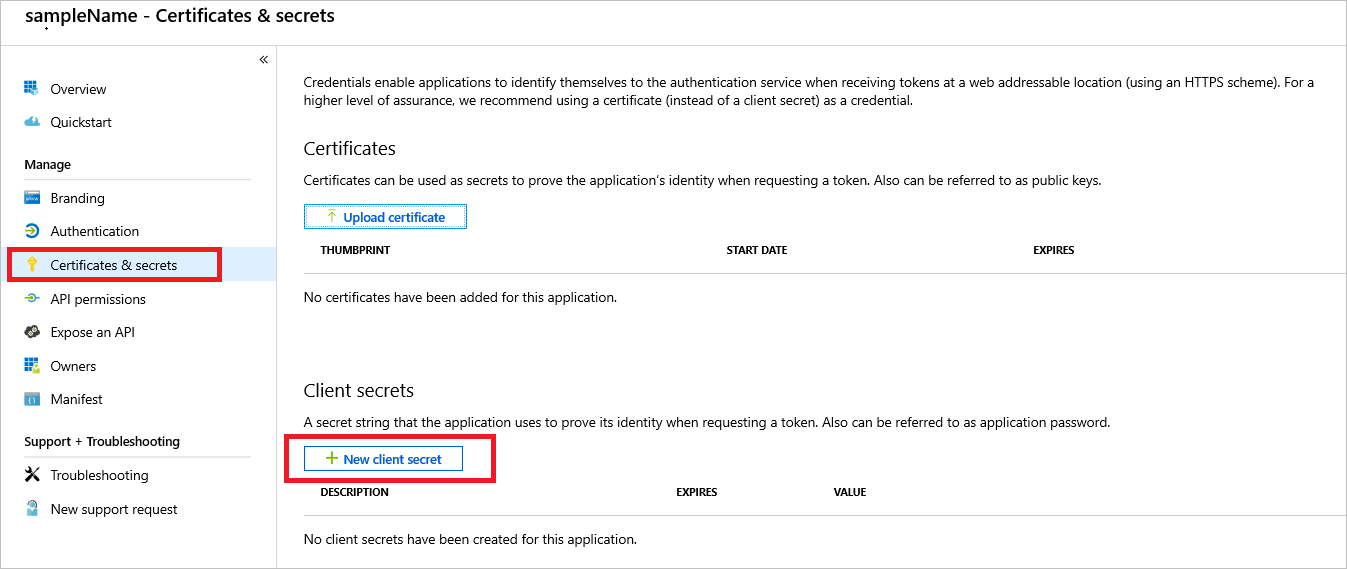 sampleName - Certificates & secrets
«
Overview
Quickstart
Manage
Branding
Authentication
Certificates & secrets
API permissions
Expose an API
Owners
Manifest
Support + Troubleshooting
Troubleshooting
New support request
Credentials enable applications to identify themselves to the authentication service when receiving tokens at a web addressable location (using an HTTPS scheme). For a
higher level of assurance, we recommend using a certificate (instead of a client secret) as a credential.
Certificates
Certificates can be used as secrets to prove the application's identity when requesting a token. Also can be referred to as public keys.
Upload certificate
THUMBPRINT START DATE EXPIRES
No certificates have been added for this application.
Client secrets
A secret string that the application uses to prove its identity when requesting a token. Also can be referred to as application password.
New client secret
DESCRIPTION EXPIRES VALUE
No client secrets have been created for this application.